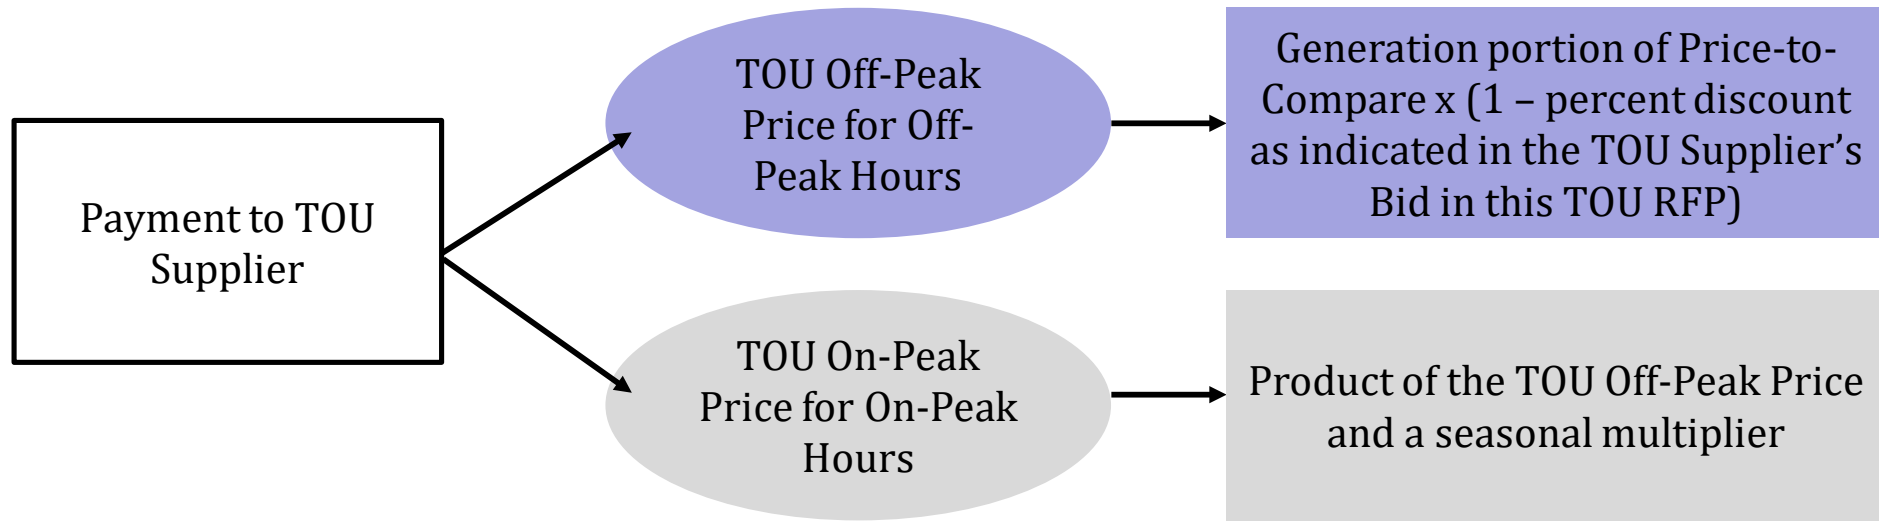 Payment to TOU
Supplier
TOU Off-Peak
Price for Off-
Peak Hours
Generation portion of Price-to-
Compare x (1 – percent discount
as indicated in the TOU Supplier’s
Bid in this TOU RFP)
TOU On-Peak
Price for On-Peak
Hours
Product of the TOU Off-Peak Price
and a seasonal multiplier